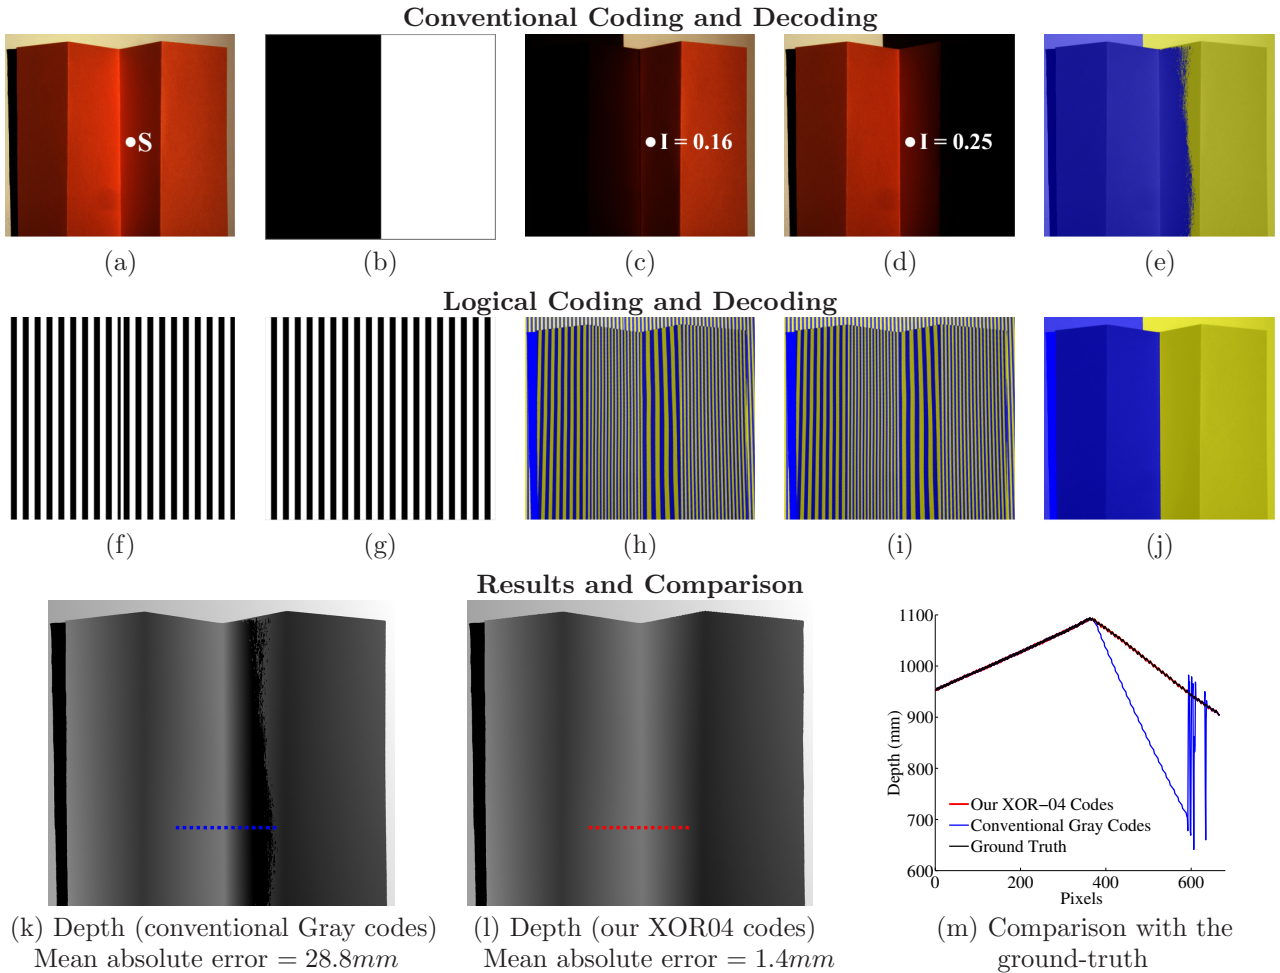 Conventional Coding and Decoding
S
I = 0.16
I = 0.25
(a)
(b)
(c)
(d)
(e)
Logical Coding and Decoding
(f)
(g)
(h)
(i)
(j)
Results and Comparison
1100
1000
900
800
700
600
Depth (mm)
Our XOR−04 Codes
Conventional Gray Codes
Ground Truth
0
200
400
600
Pixels
(k) Depth (conventional Gray codes)
Mean absolute error = 28.8mm
(l) Depth (our XOR04 codes)
Mean absolute error = 1.4mm
(m) Comparison with the
ground-truth